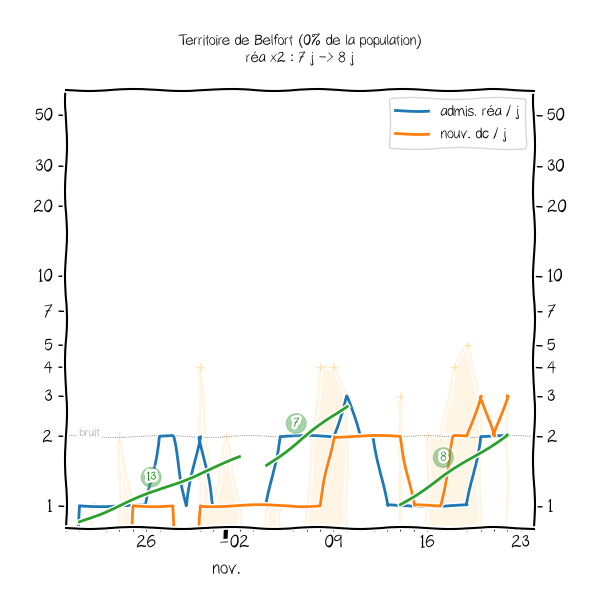 Territoire de Belfort (0% de la population)
réa x2 : 7 j -> 8 j
admis. réa / j
nouv. dc / j
50 50
30 30
20 20
10 10
7 7
5 5
4 4
3 3
bruit
2 2
7
8
13
1 1
26 02 09 16 23
nov.